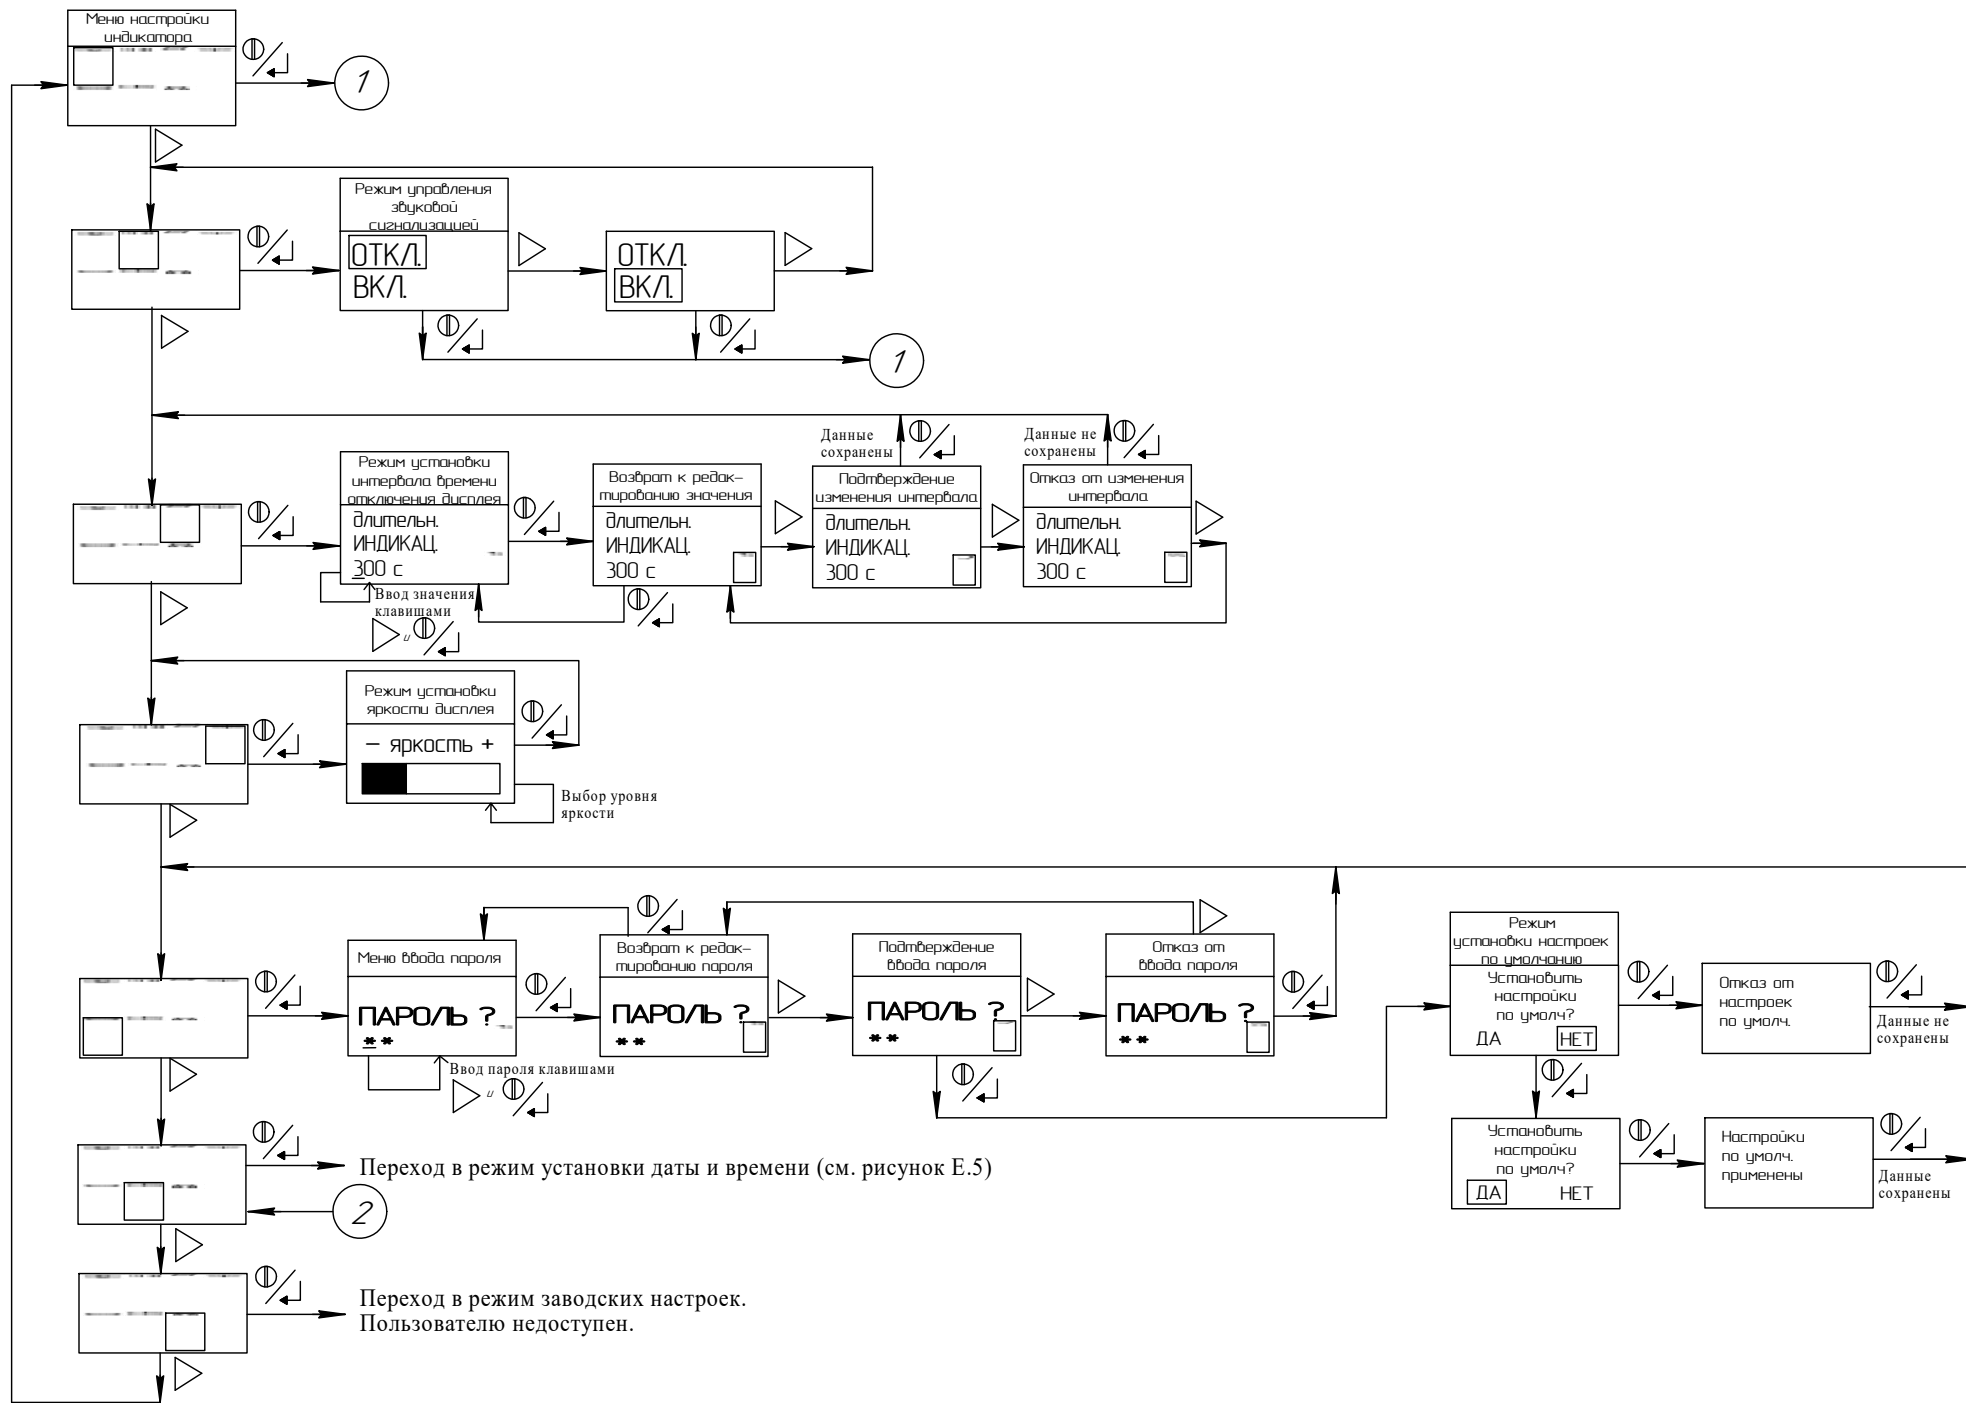 Меню настройки
индикатора
1
Режим управления
звуковой
сигнализацией
ОТКЛ.
ВКЛ.
ОТКЛ.
ВКЛ.
1
Данные
сохранены
Данные не
сохранены
Режим установки
интервала времени
отключения дисплея
длительн.
ИНДИКАЦ.
300 с
Возврат к редак-
тированию значения
длительн.
ИНДИКАЦ.
300 с
Подтверждение
изменения интервала
длительн.
ИНДИКАЦ.
300 с
Отказ от изменения
интервала
длительн.
ИНДИКАЦ.
300 с
Ввод значения
клавишами
и
Режим установки
яркости дисплея
– яркость +
Выбор уровня
яркости
Меню ввода пароля
ПАРОЛЬ ?
**
Возврат к редак-
тированию пароля
ПАРОЛЬ ?
**
Подтверждение
ввода пароля
ПАРОЛЬ ?
**
Отказ от
ввода пароля
ПАРОЛЬ ?
**
Ввод пароля клавишами
и
Режим
установки настроек
по умолчанию
Установить
настройки
по умолч?
ДА НЕТ
Отказ от
настроек
по умолч.
Данные не
сохранены
Установить
настройки
по умолч?
ДА НЕТ
Настройки
по умолч.
применены
Данные
сохранены
Переход в режим установки даты и времени (см. рисунок Е.5)
2
Переход в режим заводских настроек.
Пользователю недоступен.